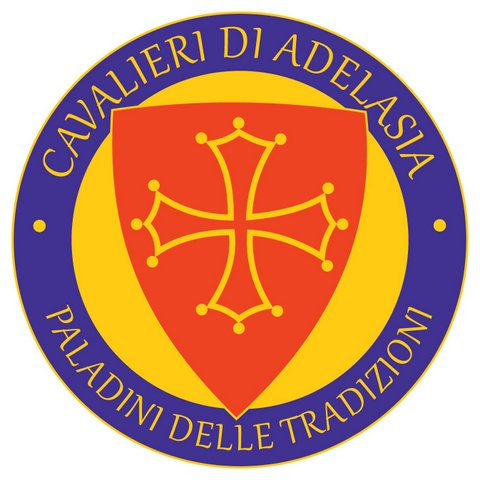 CAVALIERI DI ADELASIA
PALADINI DELLE TRADIZIONI